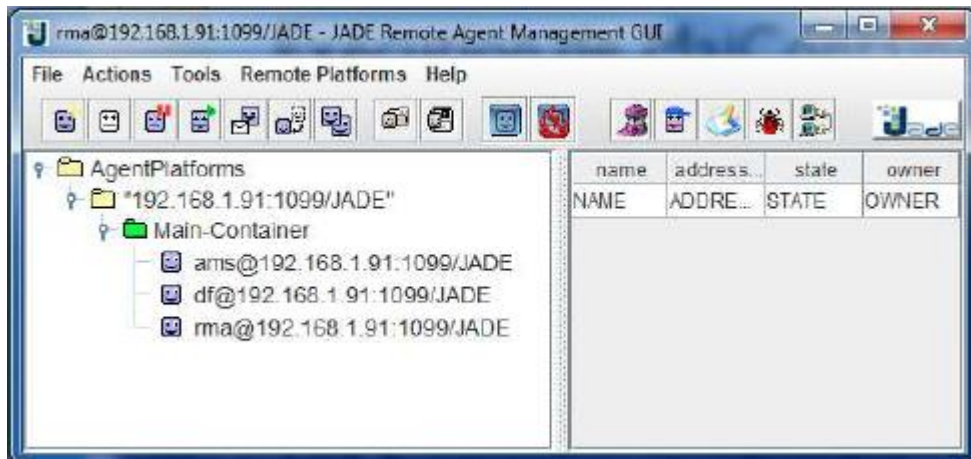 rma@192.168.1.91:1099/JADE - JADE Remote Agent Management GUI
File Actions Tools Remote Platforms Help
Jade
AgentPlatforms
"192.168.1.91:1099/JADE"
Main-Container
ams@192.168.1.91:1099/JADE
df@192.168.1.91:1099/JADE
rma@192.168.1.91:1099/JADE
name address... state owner
NAME ADDRE... STATE OWNER